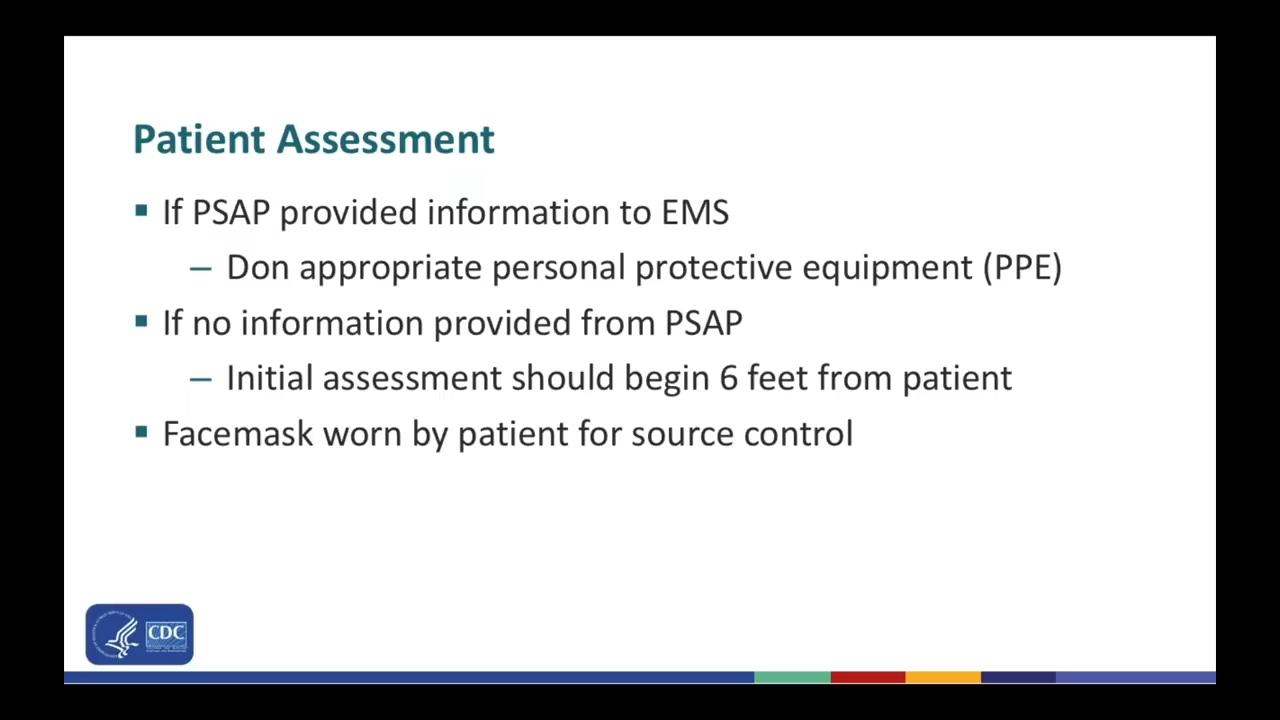 Patient Assessment
▪ If PSAP provided information to EMS
– Don appropriate personal protective equipment (PPE)
▪ If no information provided from PSAP
– Initial assessment should begin 6 feet from patient
▪ Facemask worn by patient for source control
CDC